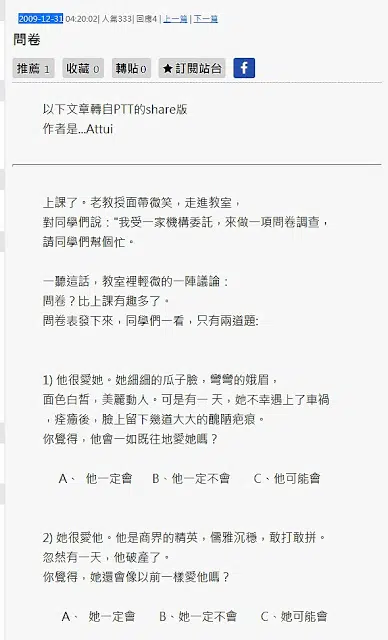 2009-12-31 04:20:02| 人氣333| 回應4 | 上一篇 | 下一篇
問卷
推薦 1 收藏 0 轉貼0 ★訂閱站台
以下文章轉自PTT的share版
作者是...Attui
上課了。老教授面帶微笑，走進教室，
對同學們說：“我受一家機構委託，來做一項問卷調查，
請同學們幫個忙。
一聽這話，教室裡輕微的一陣議論：
問卷？比上課有趣多了。
問卷表發下來，同學們一看，只有兩道題:
1) 他很愛她。她細細的瓜子臉，彎彎的娥眉，
面色白皙，美麗動人。可是有一 天，她不幸遇上了車禍
，痊癒後，臉上留下幾道大大的醜陋疤痕。
你覺得，他會一如既往地愛她嗎？
A、 他一定會 B、他一定不會 C、他可能會
2) 她很愛他。他是商界的精英，儒雅沉穩，敢打敢拼。
忽然有一天，他破產了。
你覺得，她還會像以前一樣愛他嗎？
A、 她一定會 B、她一定不會 C、她可能會